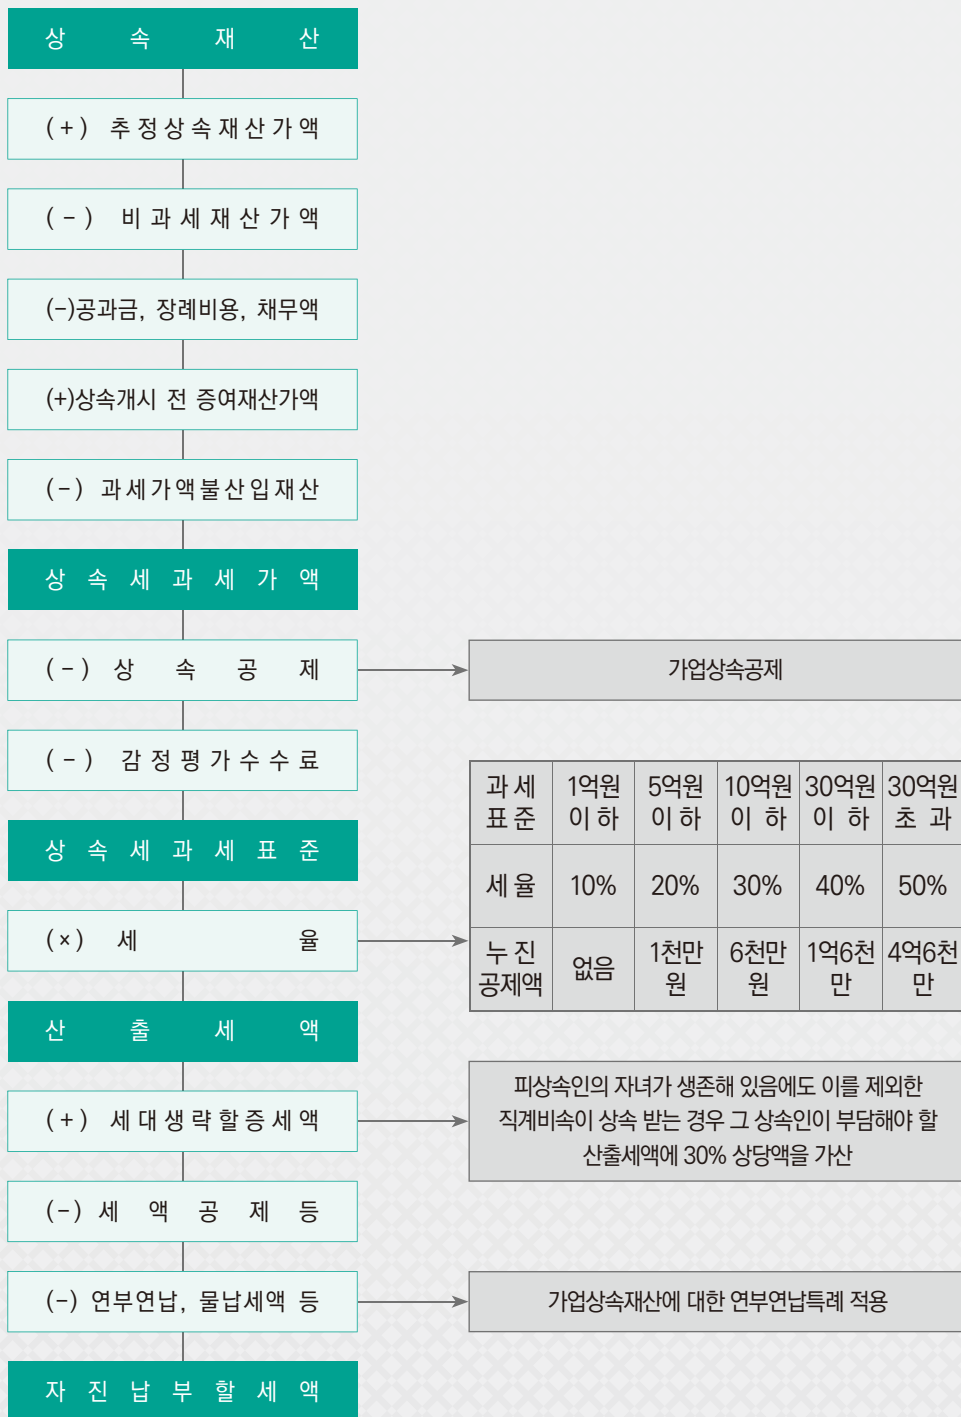 상속재산
(+) 추정상속재산가액
(-) 비과세재산가액
(-)공과금, 장례비용, 채무액
(+)상속개시 전 증여재산가액
(-) 과세가액불산입재산
상속세과세가액
(-) 상속공제
가업상속공제
(-) 감정평가수수료
상속세과세표준
(×) 세율
과세 표준 1억원 이하 5억원 이하 10억원 이하 30억원 이하 30억원 초과
세율 10% 20% 30% 40% 50%
누진 공제액 없음 1천만원 6천만원 1억6천만 4억6천만
산출세액
(+) 세대생략할증세액
피상속인의 자녀가 생존해 있음에도 이를 제외한
직계비속이 상속 받는 경우 그 상속인이 부담해야 할
산출세액에 30% 상당액을 가산
(-) 세액공제등
(-) 연부연납, 물납세액 등
가업상속재산에 대한 연부연납특례 적용
자진납부할세액